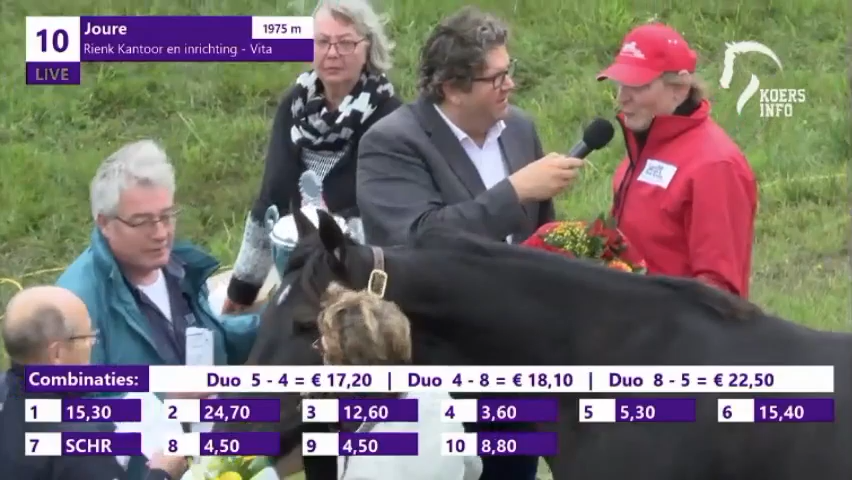 10 Joure 1975 m
Rienk Kantoor en inrichting - Vita
LIVE
KOERS
INFO
Combinaties: Duo 5 - 4 = € 17,20 | Duo 4 - 8 = € 18,10 | Duo 8 - 5 = € 22,50
1 15,30 2 24,70 3 12,60 4 3,60 5 5,30 6 15,40
7 SCHR 8 4,50 9 4,50 10 8,80